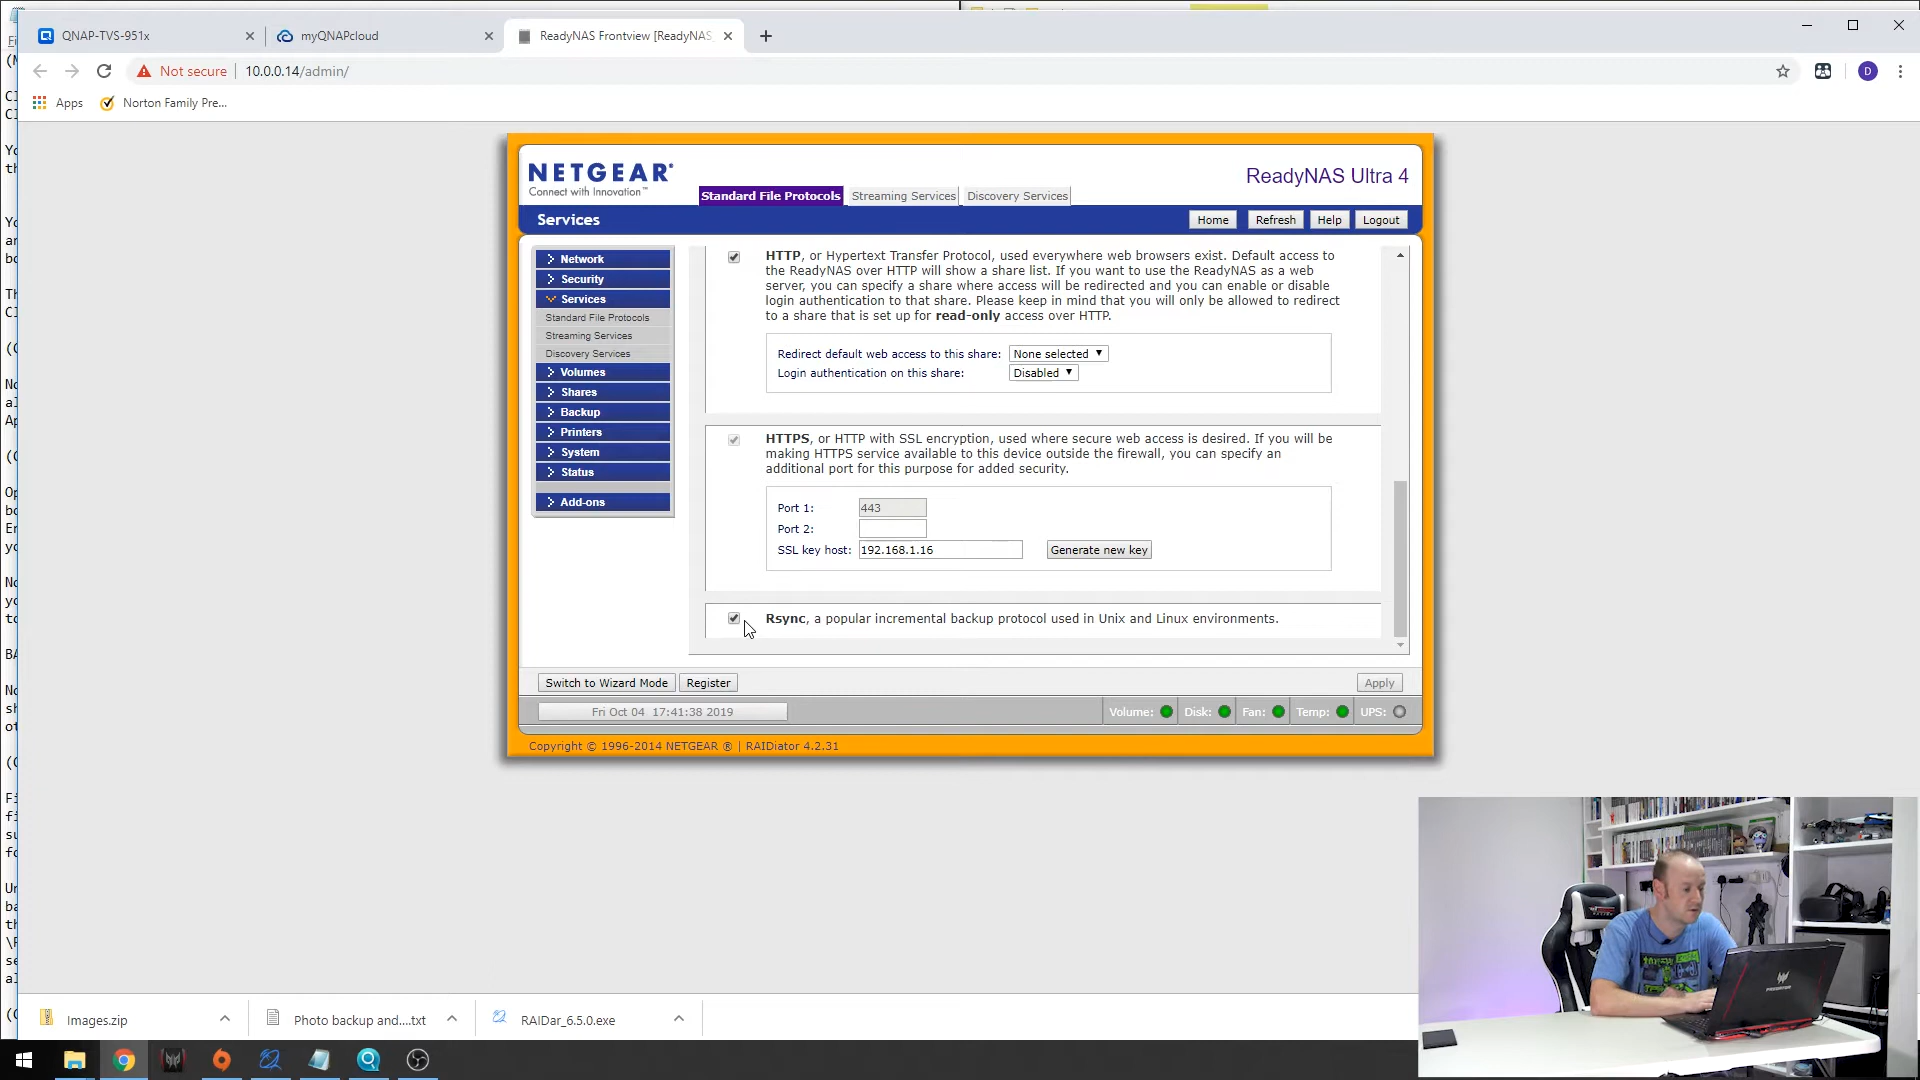 QNAP-TVS-951x
myQNAPcloud
ReadyNAS Frontview [ReadyNAS_
Not secure
10.0.0.14/admin/
D
Apps
Norton Family Pre...
NETGEAR®
Connect with Innovation™
ReadyNAS Ultra 4
Standard File Protocols
Streaming Services
Discovery Services
Services
Home
Refresh
Help
Logout
Network
Security
Services
Standard File Protocols
Streaming Services
Discovery Services
Volumes
Shares
Backup
Printers
System
Status
Add-ons
HTTP, or Hypertext Transfer Protocol, used everywhere web browsers exist. Default access to
the ReadyNAS over HTTP will show a share list. If you want to use the ReadyNAS as a web
server, you can specify a share where access will be redirected and you can enable or disable
login authentication to that share. Please keep in mind that you will only be allowed to redirect
to a share that is set up for read-only access over HTTP.
Redirect default web access to this share: None selected
Login authentication on this share: Disabled
HTTPS, or HTTP with SSL encryption, used where secure web access is desired. If you will be
making HTTPS service available to this device outside the firewall, you can specify an
additional port for this purpose for added security.
Port 1: 443
Port 2:
SSL key host: 192.168.1.16
Generate new key
Rsync, a popular incremental backup protocol used in Unix and Linux environments.
Switch to Wizard Mode
Register
Apply
Fri Oct 04 17:41:38 2019
Volume:
Disk:
Fan:
Temp:
UPS:
Copyright © 1996-2014 NETGEAR ® | RAIDiator 4.2.31
Images.zip
Photo backup and....txt
RAIDar_6.5.0.exe
PREDATOR